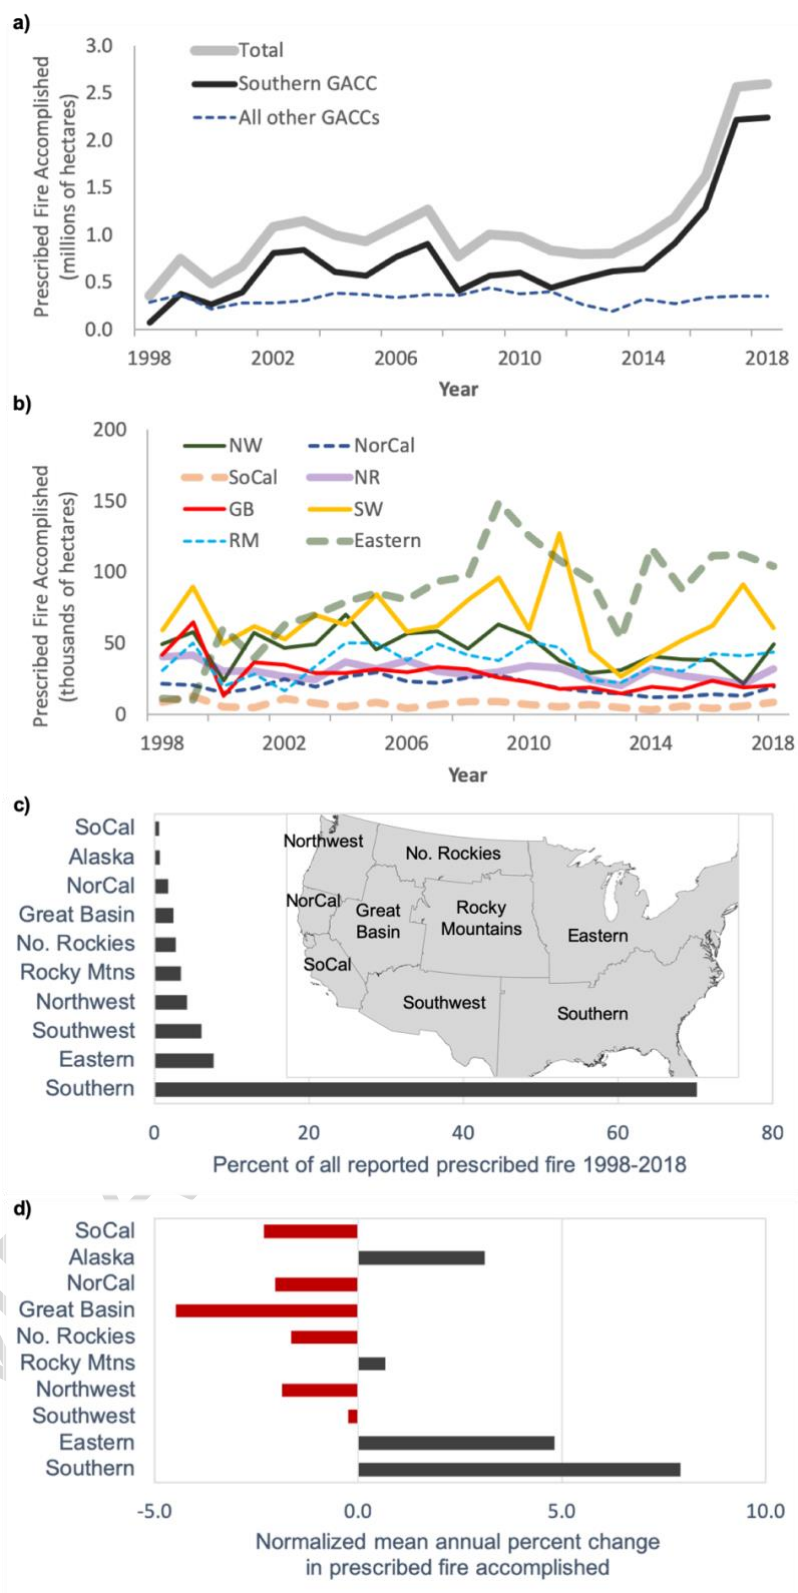 a)
Prescribed Fire Accomplished
(millions of hectares)
3.0
2.5
2.0
1.5
1.0
0.5
0.0
Total
Southern GACC
All other GACCs
1998 2002 2006 2010 2014 2018
Year
b)
Prescribed Fire Accomplished
(thousands of hectares)
200
150
100
50
0
NW NorCal
SoCal NR
GB SW
RM Eastern
1998 2002 2006 2010 2014 2018
Year
c)
SoCal
Alaska
NorCal
Great Basin
No. Rockies
Rocky Mtns
Northwest
Southwest
Eastern
Southern
Northwest
No. Rockies
NorCal
Great
Basin
Rocky
Mountains
Eastern
SoCal
Southwest
Southern
0 20 40 60 80
Percent of all reported prescribed fire 1998-2018
d)
SoCal
Alaska
NorCal
Great Basin
No. Rockies
Rocky Mtns
Northwest
Southwest
Eastern
Southern
-5.0 0.0 5.0 10.0
Normalized mean annual percent change
in prescribed fire accomplished